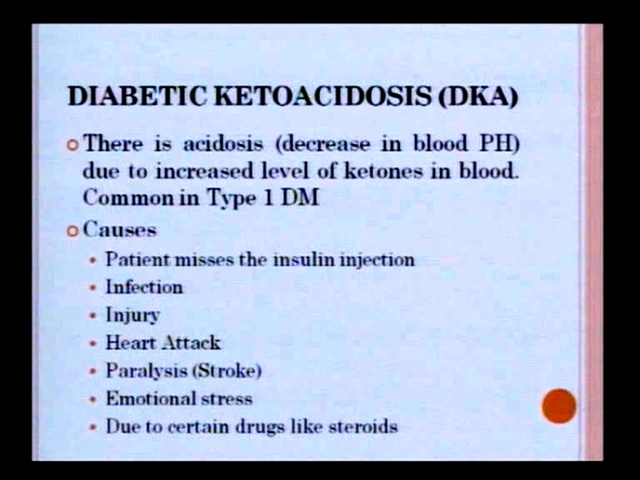 DIABETIC KETOACIDOSIS (DKA)
There is acidosis (decrease in blood PH)
due to increased level of ketones in blood.
Common in Type 1 DM
Causes
Patient misses the insulin injection
Infection
Injury
Heart Attack
Paralysis (Stroke)
Emotional stress
Due to certain drugs like steroids